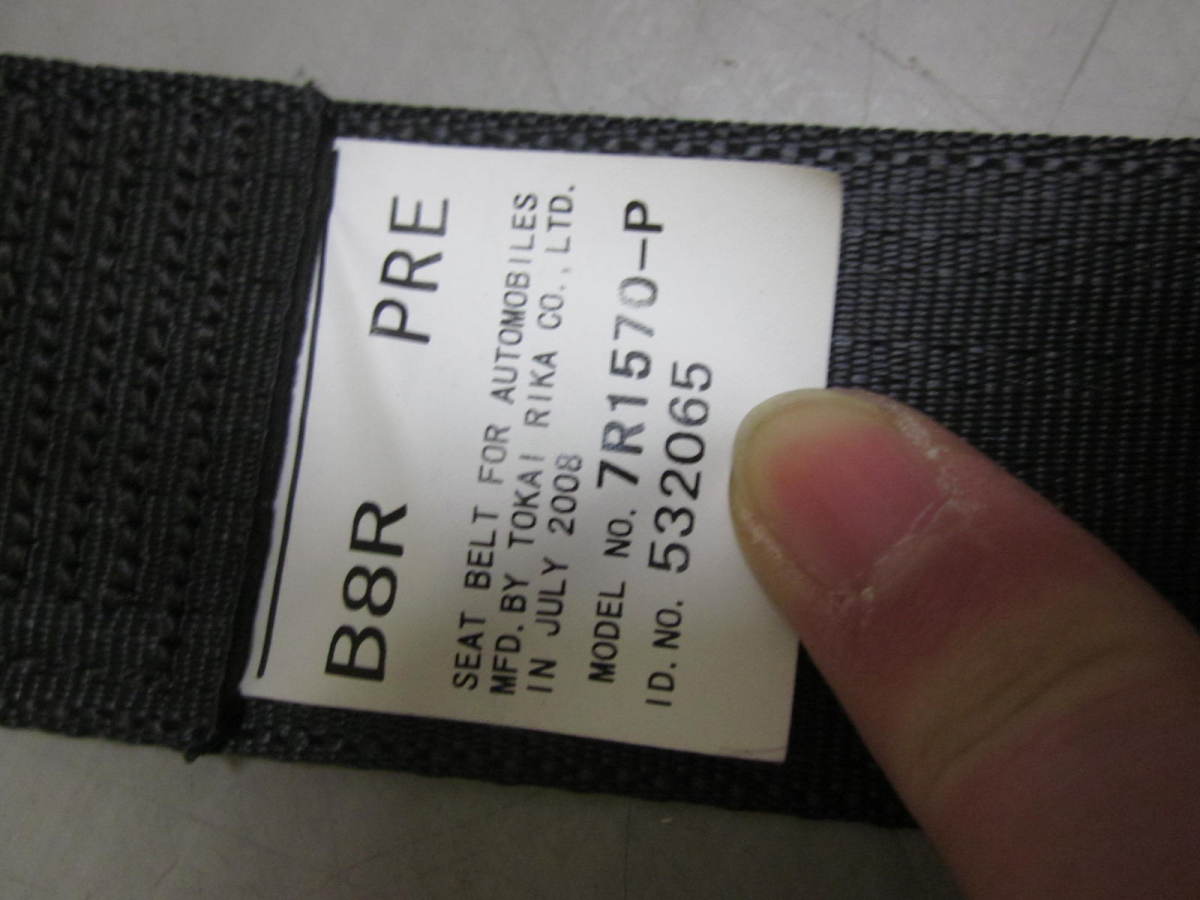 B8R PRE
SEAT BELT FOR AUTOMOBILES
MFD.BY TOKAI RIKA CO.,LTD.
IN JULY 2008
MODEL NO. 7R1570-P
ID.NO. 532065